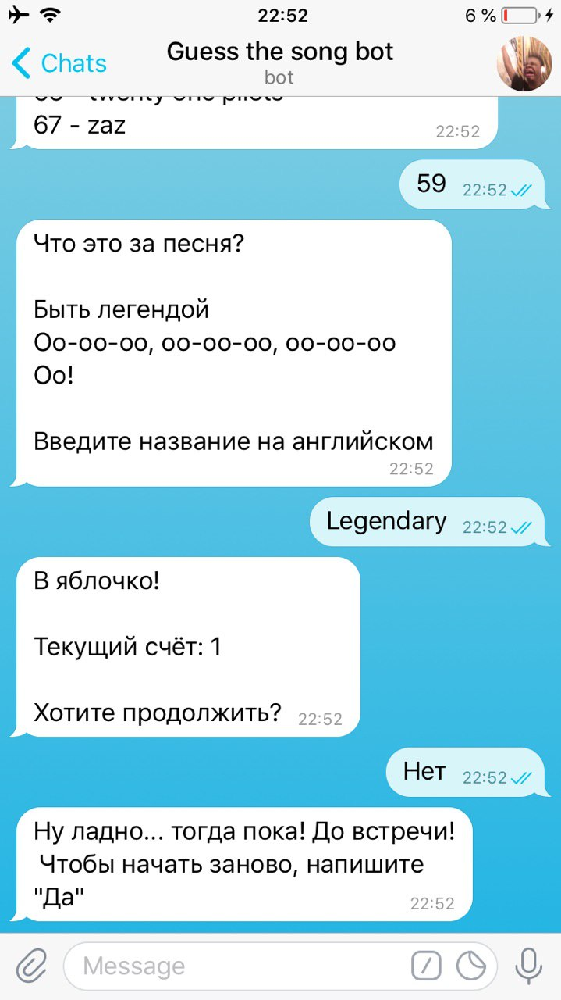 22:52
6 %
Chats
Guess the song bot
bot
twenty one pilots
67 - zaz
22:52
59
22:52
Что это за песня?
Быть легендой
Оо-оо-оо, оо-оо-оо, оо-оо-оо
Оо!
Введите название на английском
22:52
Legendary
22:52
В яблочко!
Текущий счёт: 1
Хотите продолжить?
22:52
Нет
22:52
Ну ладно... тогда пока! До встречи!
Чтобы начать заново, напишите
"Да"
22:52
Message